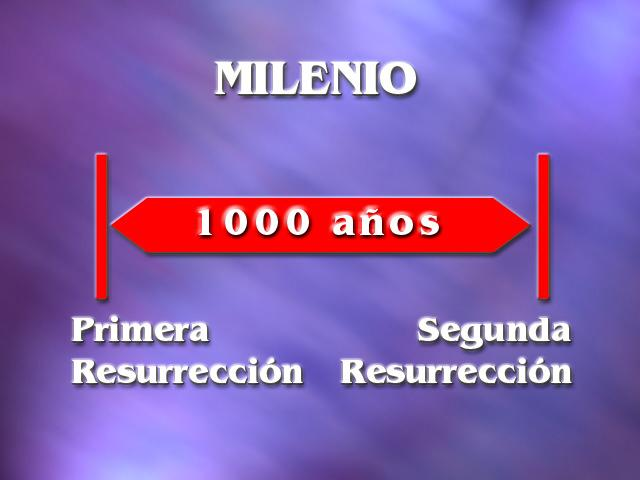 MILENIO
1000 años
Primera
Resurrección
Segunda
Resurrección